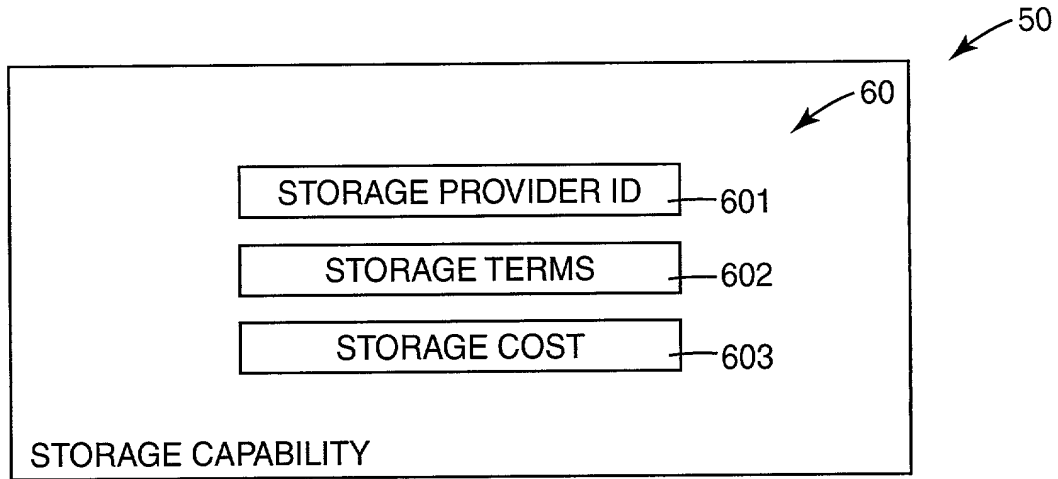 50
60
STORAGE PROVIDER ID 601
STORAGE TERMS 602
STORAGE COST 603
STORAGE CAPABILITY